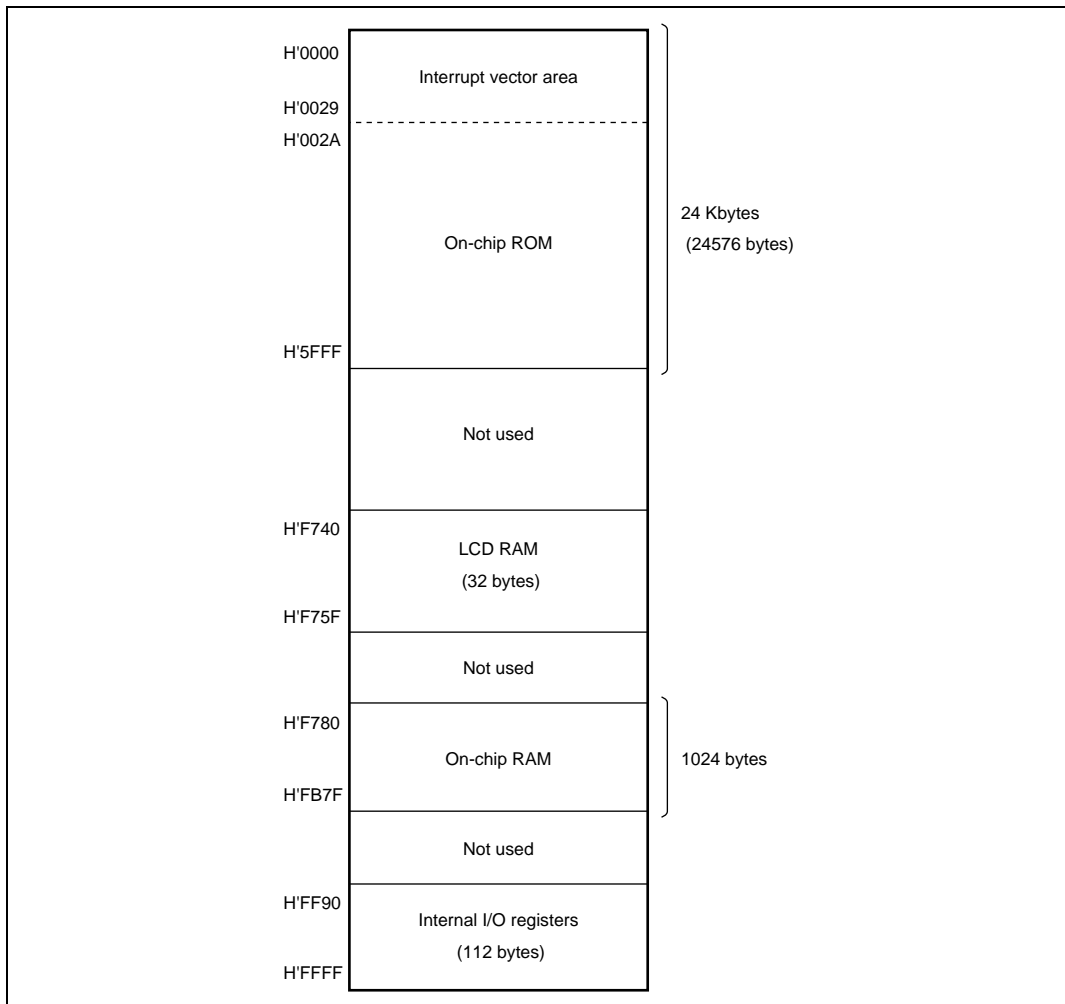 H'0000
Interrupt vector area
H'0029
H'002A
24 Kbytes
(24576 bytes)
On-chip ROM
H'5FFF
Not used
H'F740
LCD RAM
(32 bytes)
H'F75F
Not used
H'F780
On-chip RAM
1024 bytes
H'FB7F
Not used
H'FF90
Internal I/O registers
(112 bytes)
H'FFFF